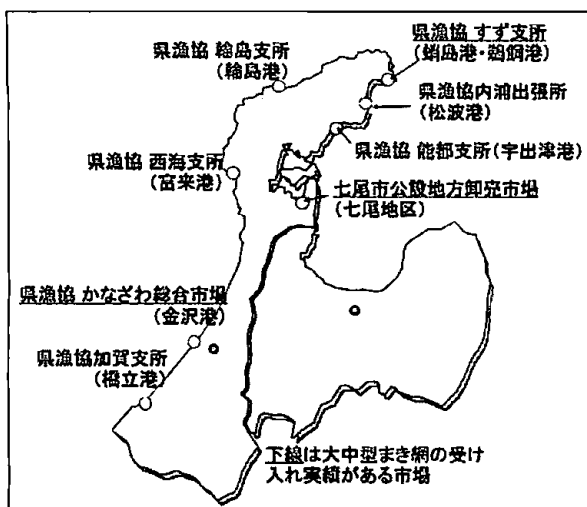 県漁協 輪島支所
(輪島港)
県漁協 すず支所
(蛸島港・鵜飼港)
県漁協内浦出張所
(松波港)
県漁協 能都支所(宇出津港)
県漁協 西海支所
(富来港)
七尾市公設地方卸売市場
(七尾地区)
県漁協 かなざわ総合市場
(金沢港)
県漁協加賀支所
(橋立港)
下線は大中型まき網の受け
入れ実績がある市場